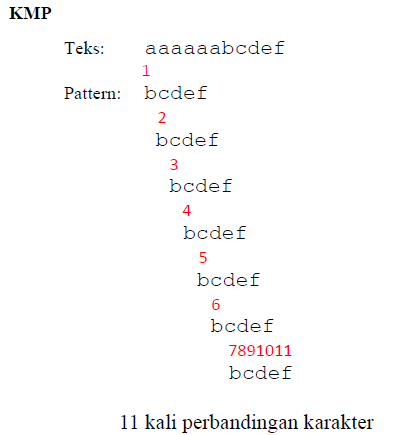 KMP
Teks: aaaaaabcdef
1
Pattern: bcdef
2
bcdef
3
bcdef
4
bcdef
5
bcdef
6
bcdef
7891011
bcdef
11 kali perbandingan karakter